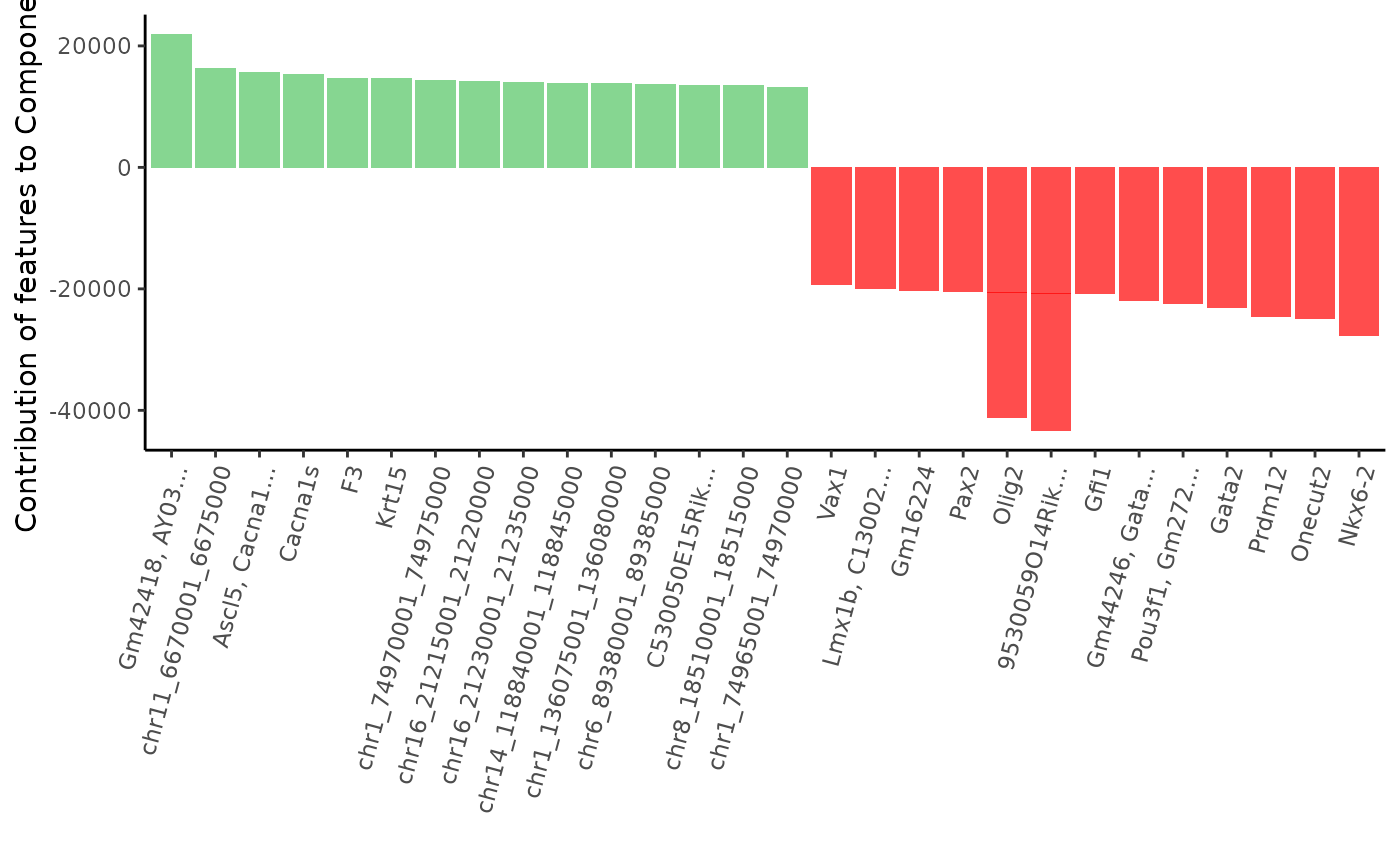 Contribution of features to Compone
20000
0
-20000
-40000
Gm42418, AY03...
chr11_6670001_6675000
Ascl5, Cacna1...
Cacna1s
F3
Krt15
chr1_74970001_74975000
chr16_21215001_21220000
chr16_21230001_21235000
chr14_118840001_118845000
chr1_136075001_136080000
chr6_89380001_89385000
C530050E15Rik...
chr8_18510001_18515000
chr1_74965001_74970000
Vax1
Lmx1b, C13002...
Gm16224
Pax2
Olig2
9530059O14Rik...
Gfi1
Gm44246, Gata...
Pou3f1, Gm272...
Gata2
Prdm12
Onecut2
Nkx6-2